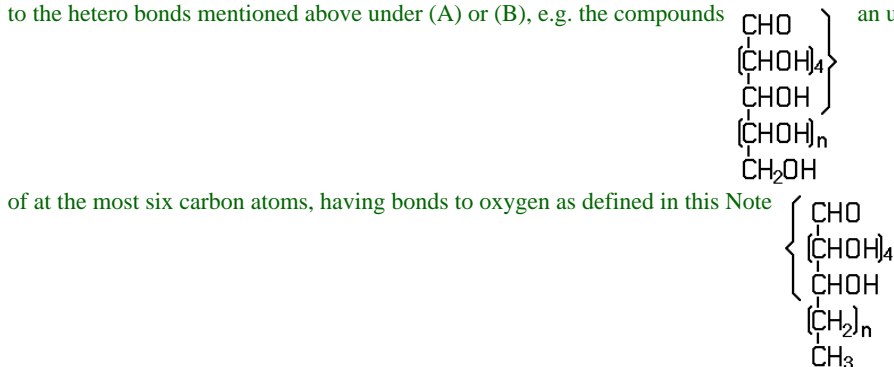 to the hetero bonds mentioned above under (A) or (B), e.g. the compounds
CHO
(CHOH)4
CHOH
(CHOH)n
CH2OH
an u
of at the most six carbon atoms, having bonds to oxygen as defined in this Note
CHO
(CHOH)4
CHOH
(CH2)n
CH3